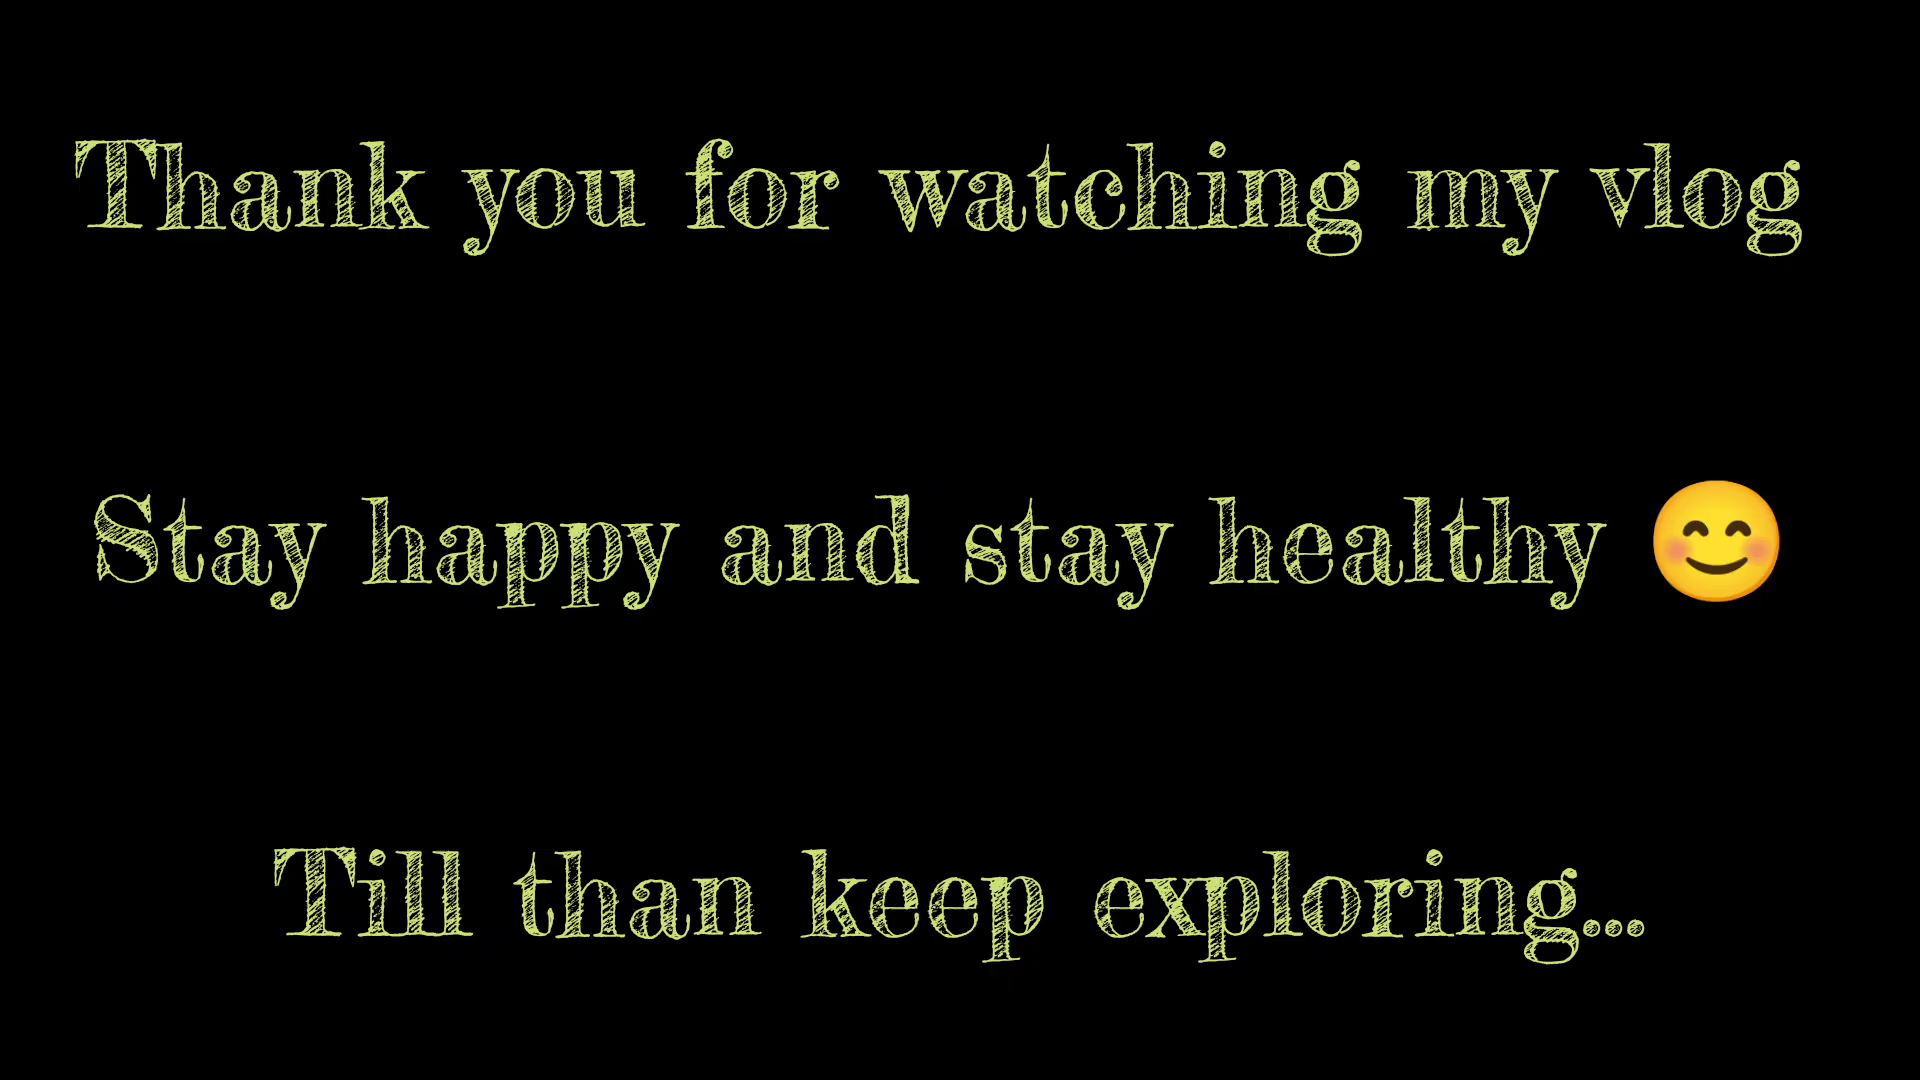 Thank you for watching my vlog
Stay happy and stay healthy 😊
Till than keep exploring...